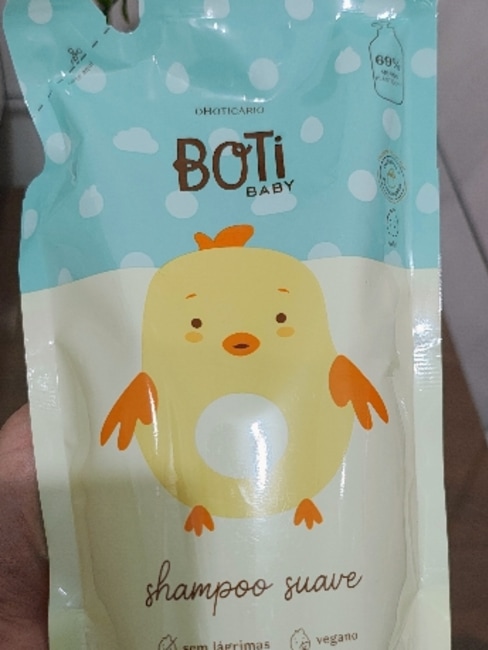 OBOTICÁRIO
BOTi
BABY
69%
shampoo suave
sem lágrimas
vegano